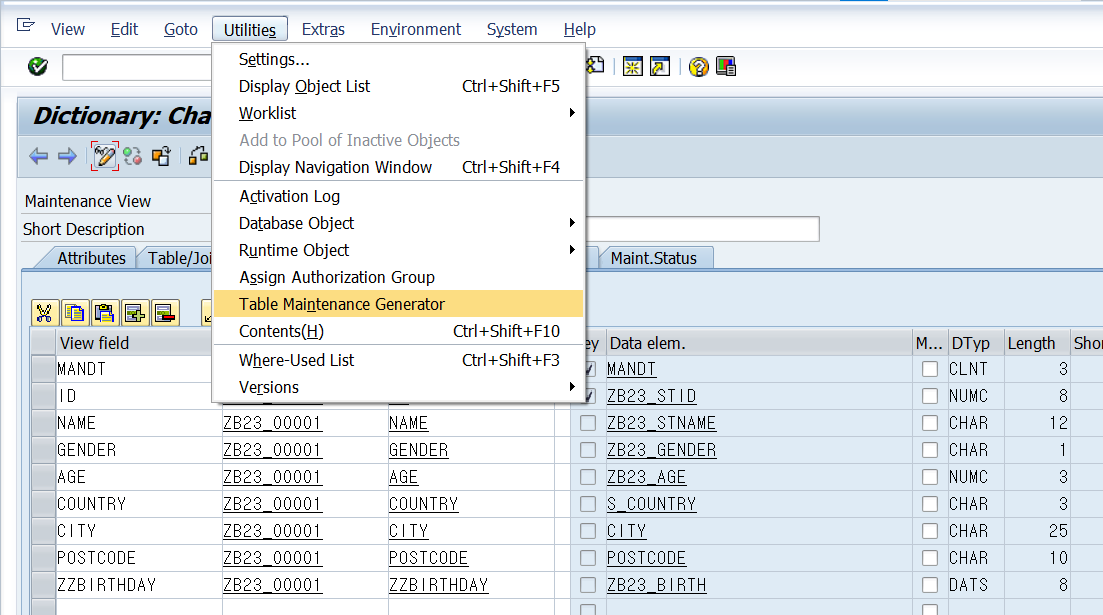 View Edit Goto Utilities Extras Environment System Help
Settings...
Display Object List Ctrl+Shift+F5
Worklist
Add to Pool of Inactive Objects
Display Navigation Window Ctrl+Shift+F4
Activation Log
Database Object
Runtime Object
Assign Authorization Group
Table Maintenance Generator
Contents(H) Ctrl+Shift+F10
Where-Used List Ctrl+Shift+F3
Versions
Dictionary: Cha
Maintenance View
Short Description
Attributes Table/Joi Maint.Status
View field ey Data elem. M... DTyp Length Shor
MANDT MANDT CLNT 3
ID ZB23_STID NUMC 8
NAME ZB23_00001 NAME ZB23_STNAME CHAR 12
GENDER ZB23_00001 GENDER ZB23_GENDER CHAR 1
AGE ZB23_00001 AGE ZB23_AGE NUMC 3
COUNTRY ZB23_00001 COUNTRY S_COUNTRY CHAR 3
CITY ZB23_00001 CITY CITY CHAR 25
POSTCODE ZB23_00001 POSTCODE POSTCODE CHAR 10
ZZBIRTHDAY ZB23_00001 ZZBIRTHDAY ZB23_BIRTH DATS 8